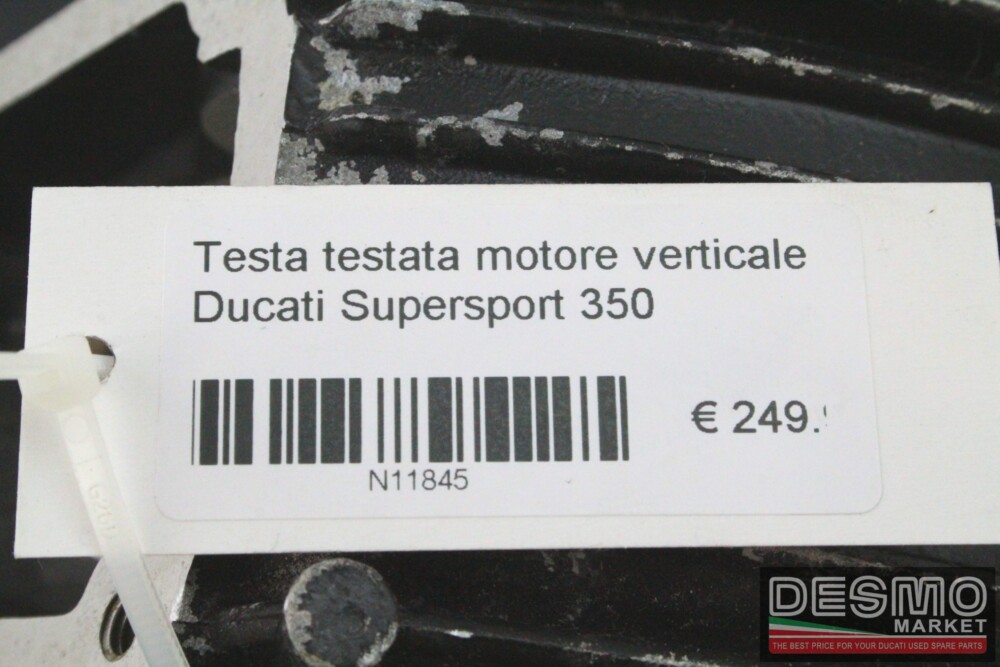 Testa testata motore verticale
Ducati Supersport 350
€ 249.
N11845
DESMO
MARKET
THE BEST PRICE FOR YOUR DUCATI USED SPARE PARTS